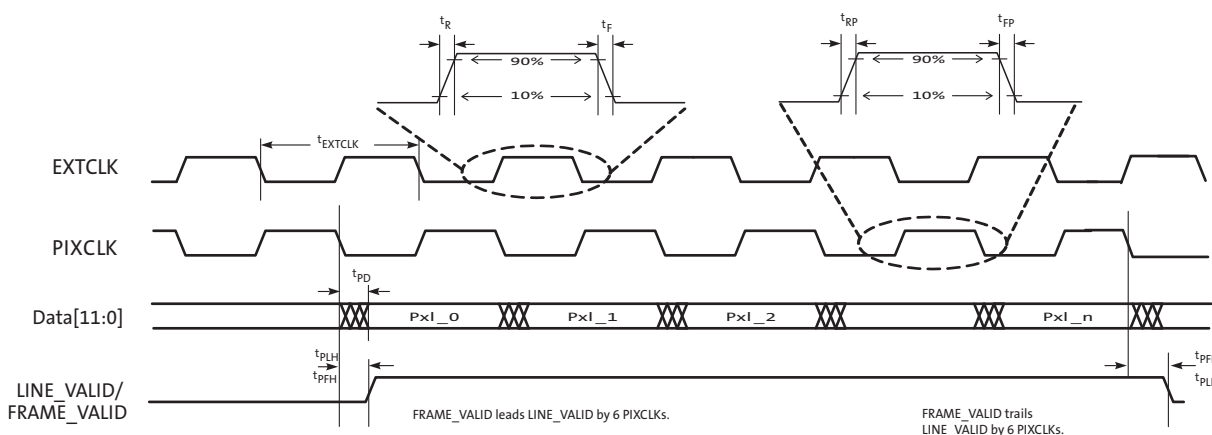 tR
tF
tRP
tFP
90%
90%
10%
10%
tEXTCLK
EXTCLK
PIXCLK
tPD
Data[11:0]
Pxl_0
Pxl_1
Pxl_2
Pxl_n
tPLH
tPFH
LINE_VALID/
FRAME_VALID
FRAME_VALID leads LINE_VALID by 6 PIXCLKs.
FRAME_VALID trails
LINE_VALID by 6 PIXCLKs.